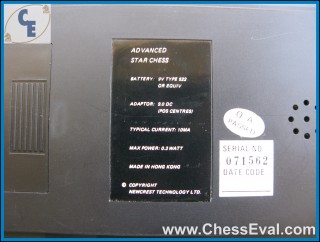 CE
ADVANCED
STAR CHESS
BATTERY: 9V TYPE 522
OR EQUIV
ADAPTOR: 9.0 DC
(POS CENTRES)
TYPICAL CURRENT: 10MA
MAX POWER: 0.3 WATT
MADE IN HONG KONG
© COPYRIGHT
NEWCREST TECHNOLOGY LTD.
Q A
PASSED
SERIAL NO.
071562
DATE CODE
www.ChessEval.com